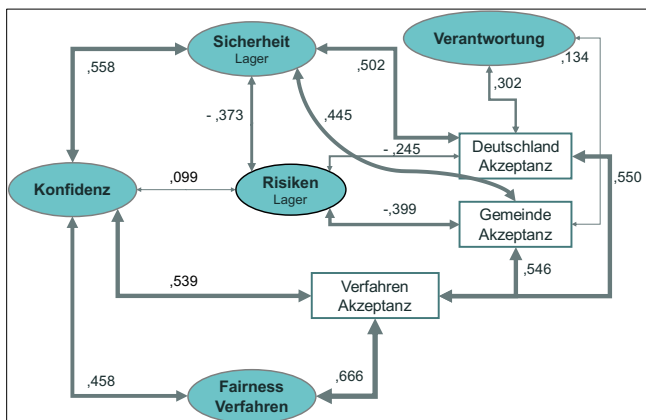 Sicherheit
Lager
Verantwortung
,558
,502
,134
,302
- ,373
,445
Deutschland
Akzeptanz
- ,245
Konfidenz
,099
Risiken
Lager
,550
Gemeinde
Akzeptanz
-,399
,539
,546
Verfahren
Akzeptanz
,458
Fairness
Verfahren
,666